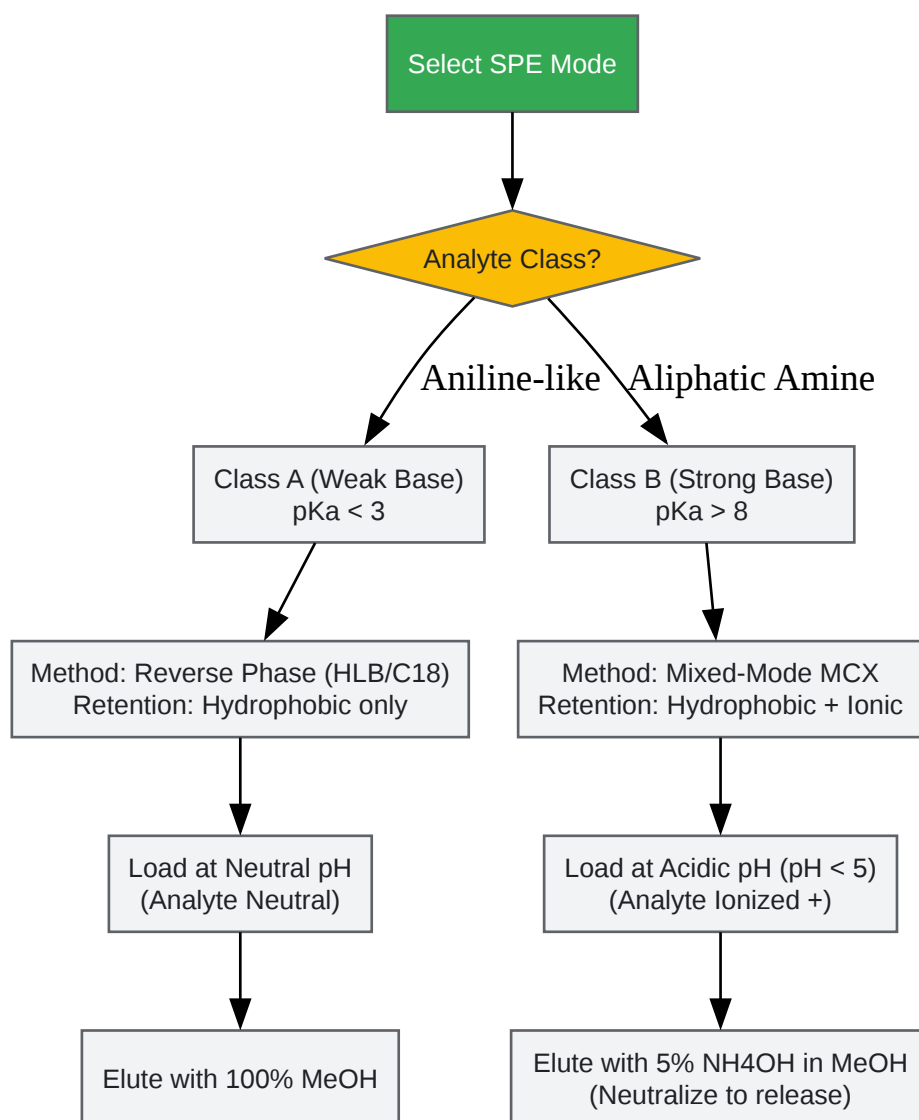 Select SPE Mode
Analyte Class?
Aniline-like
Aliphatic Amine
Class A (Weak Base)
pKa < 3
Class B (Strong Base)
pKa > 8
Method: Reverse Phase (HLB/C18)
Retention: Hydrophobic only
Method: Mixed-Mode MCX
Retention: Hydrophobic + Ionic
Load at Neutral pH
(Analyte Neutral)
Load at Acidic pH (pH < 5)
(Analyte Ionized +)
Elute with 100% MeOH
Elute with 5% NH4OH in MeOH
(Neutralize to release)